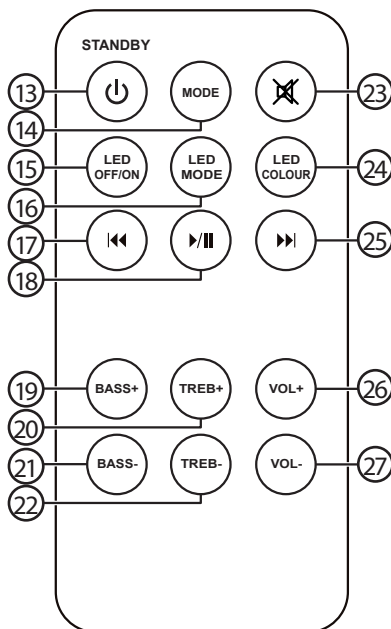 STANDBY
13
MODE
23
14
15
LED
OFF/ON
LED
MODE
LED
COLOUR
24
16
17
25
18
19
BASS+
TREB+
VOL+
26
20
21
BASS-
TREB-
VOL-
27
22